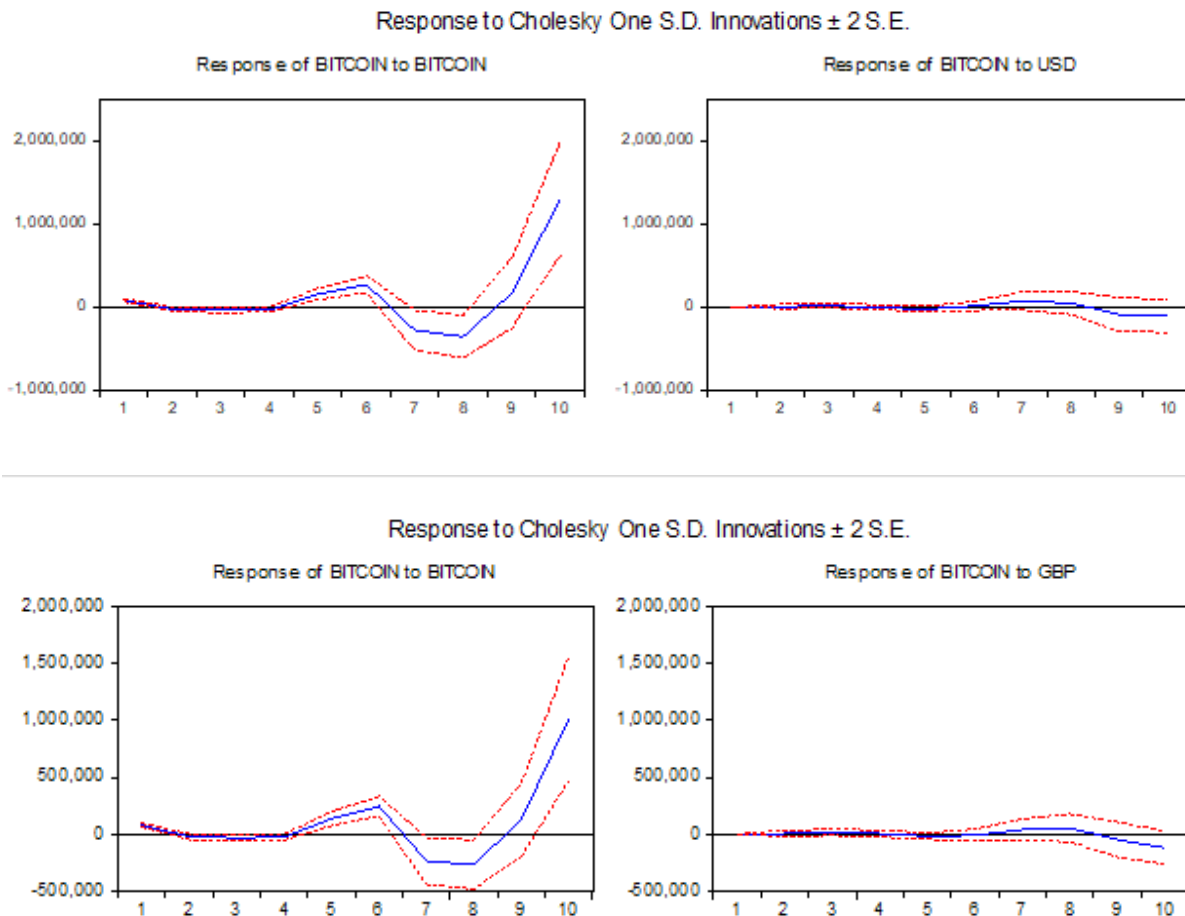 Response to Cholesky One S.D. Innovations ± 2 S.E.
Response of BITCOIN to BITCOIN
Response of BITCOIN to USD
2,000,000
1,000,000
0
-1,000,000
1 2 3 4 5 6 7 8 9 10
2,000,000
1,000,000
0
-1,000,000
1 2 3 4 5 6 7 8 9 10
Response to Cholesky One S.D. Innovations ± 2 S.E.
Response of BITCOIN to BITCOIN
Response of BITCOIN to GBP
2,000,000
1,500,000
1,000,000
500,000
0
-500,000
1 2 3 4 5 6 7 8 9 10
2,000,000
1,500,000
1,000,000
500,000
0
-500,000
1 2 3 4 5 6 7 8 9 10